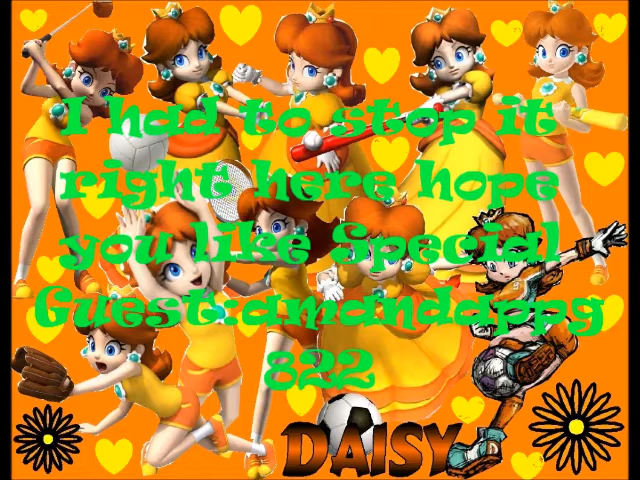 I had to stop it
right here hope
you like Special
Guest:amandappg
822
DAISY